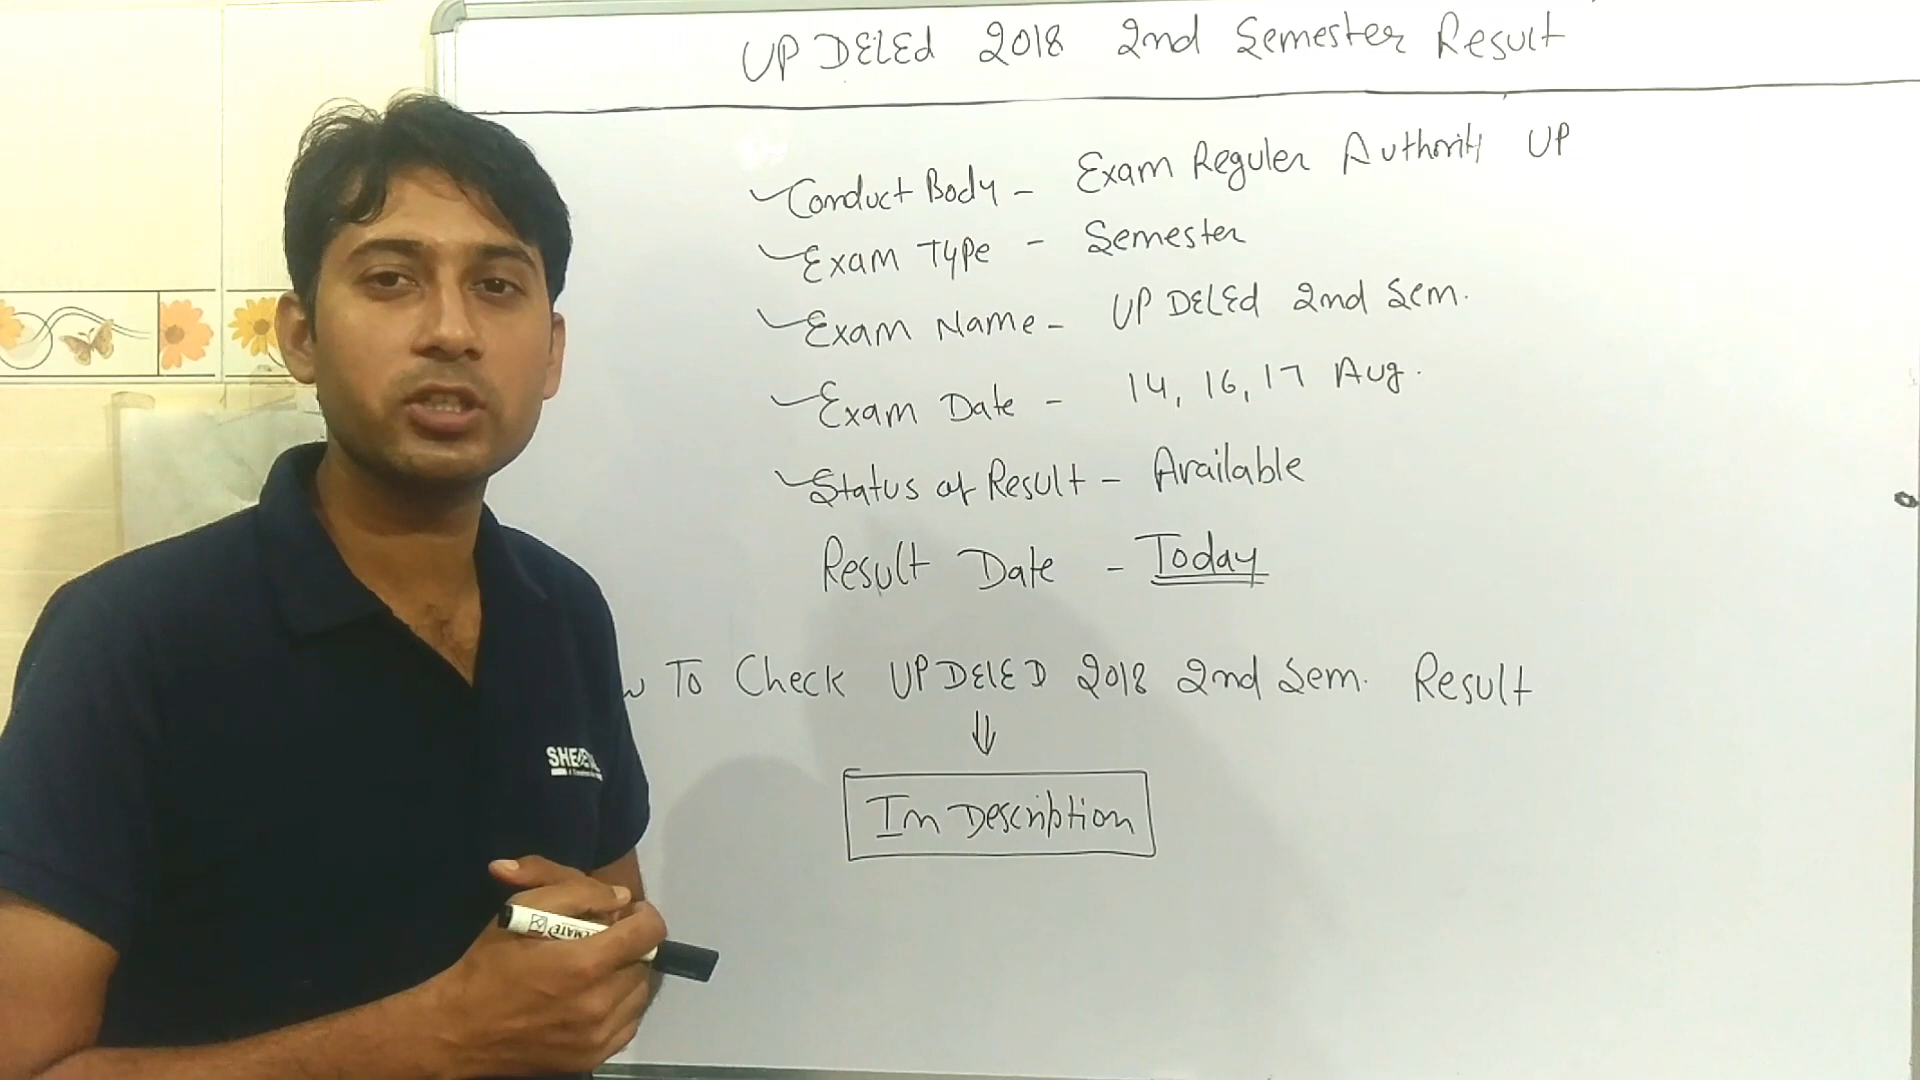 UP DELEd 2018 2nd Semester Result
Conduct Body - Exam Reguler Authority UP
Exam Type - Semester
Exam Name - UP DELEd 2nd Sem.
Exam Date - 14, 16, 17 Aug.
Status of Result - Available
Result Date - Today
w To Check UP DELED 2018 2nd Sem. Result
In Description